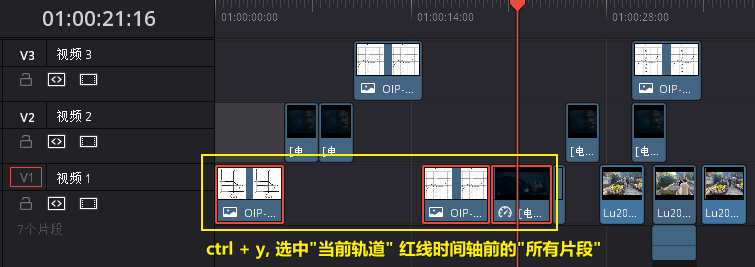 01:00:21:16
01:00:00:00
01:00:14:00
01:00:28:00
V3 视频 3
OIP-...
OIP-...
V2 视频 2
[电...
[电...
[电...
[电...
V1 视频 1
7个片段
OIP-...
OIP-...
[电...
Lu20...
Lu20...
Lu20...
ctrl + y, 选中"当前轨道" 红线时间轴前的"所有片段"